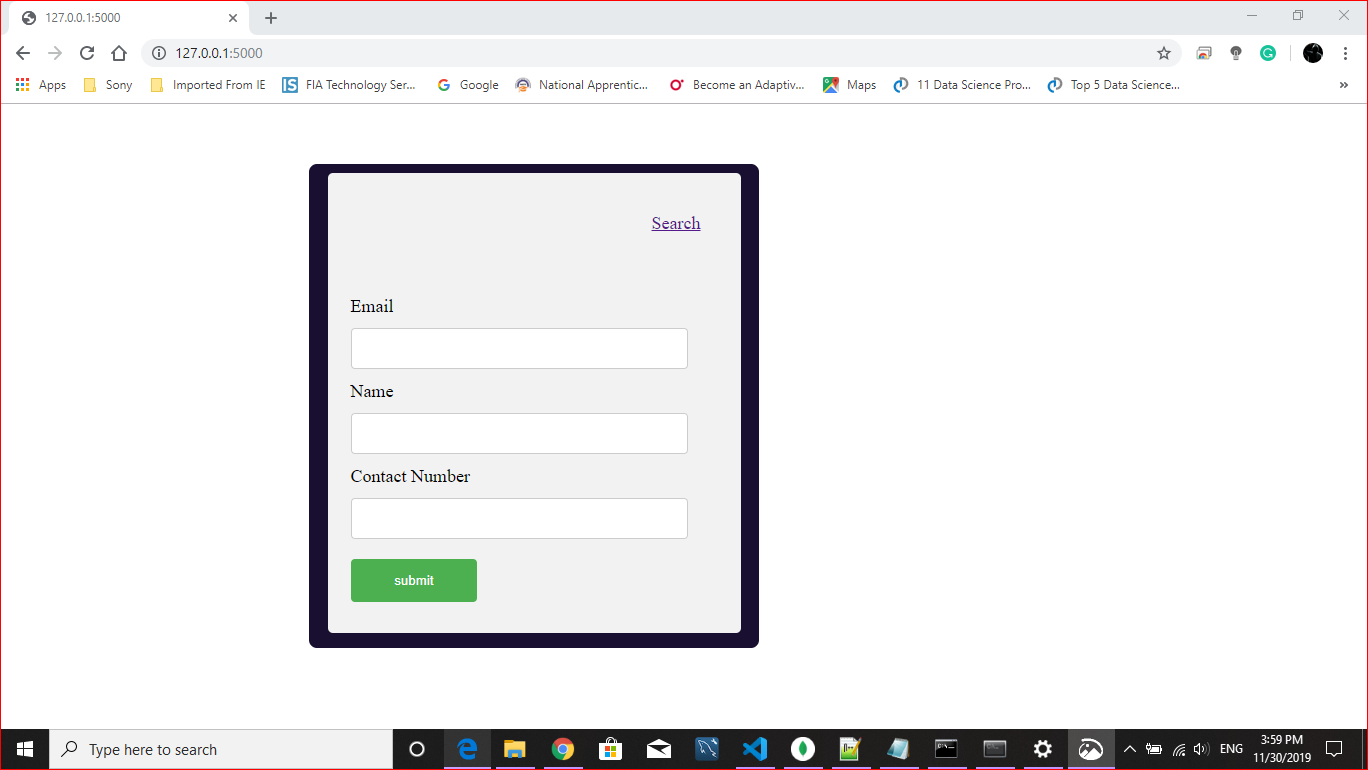 127.0.0.1:5000
127.0.0.1:5000
Apps Sony Imported From IE FIA Technology Ser... Google National Apprentic... Become an Adaptiv... Maps 11 Data Science Pro... Top 5 Data Science... »
Search
Email
Name
Contact Number
submit
Type here to search
ENG
3:59 PM
11/30/2019